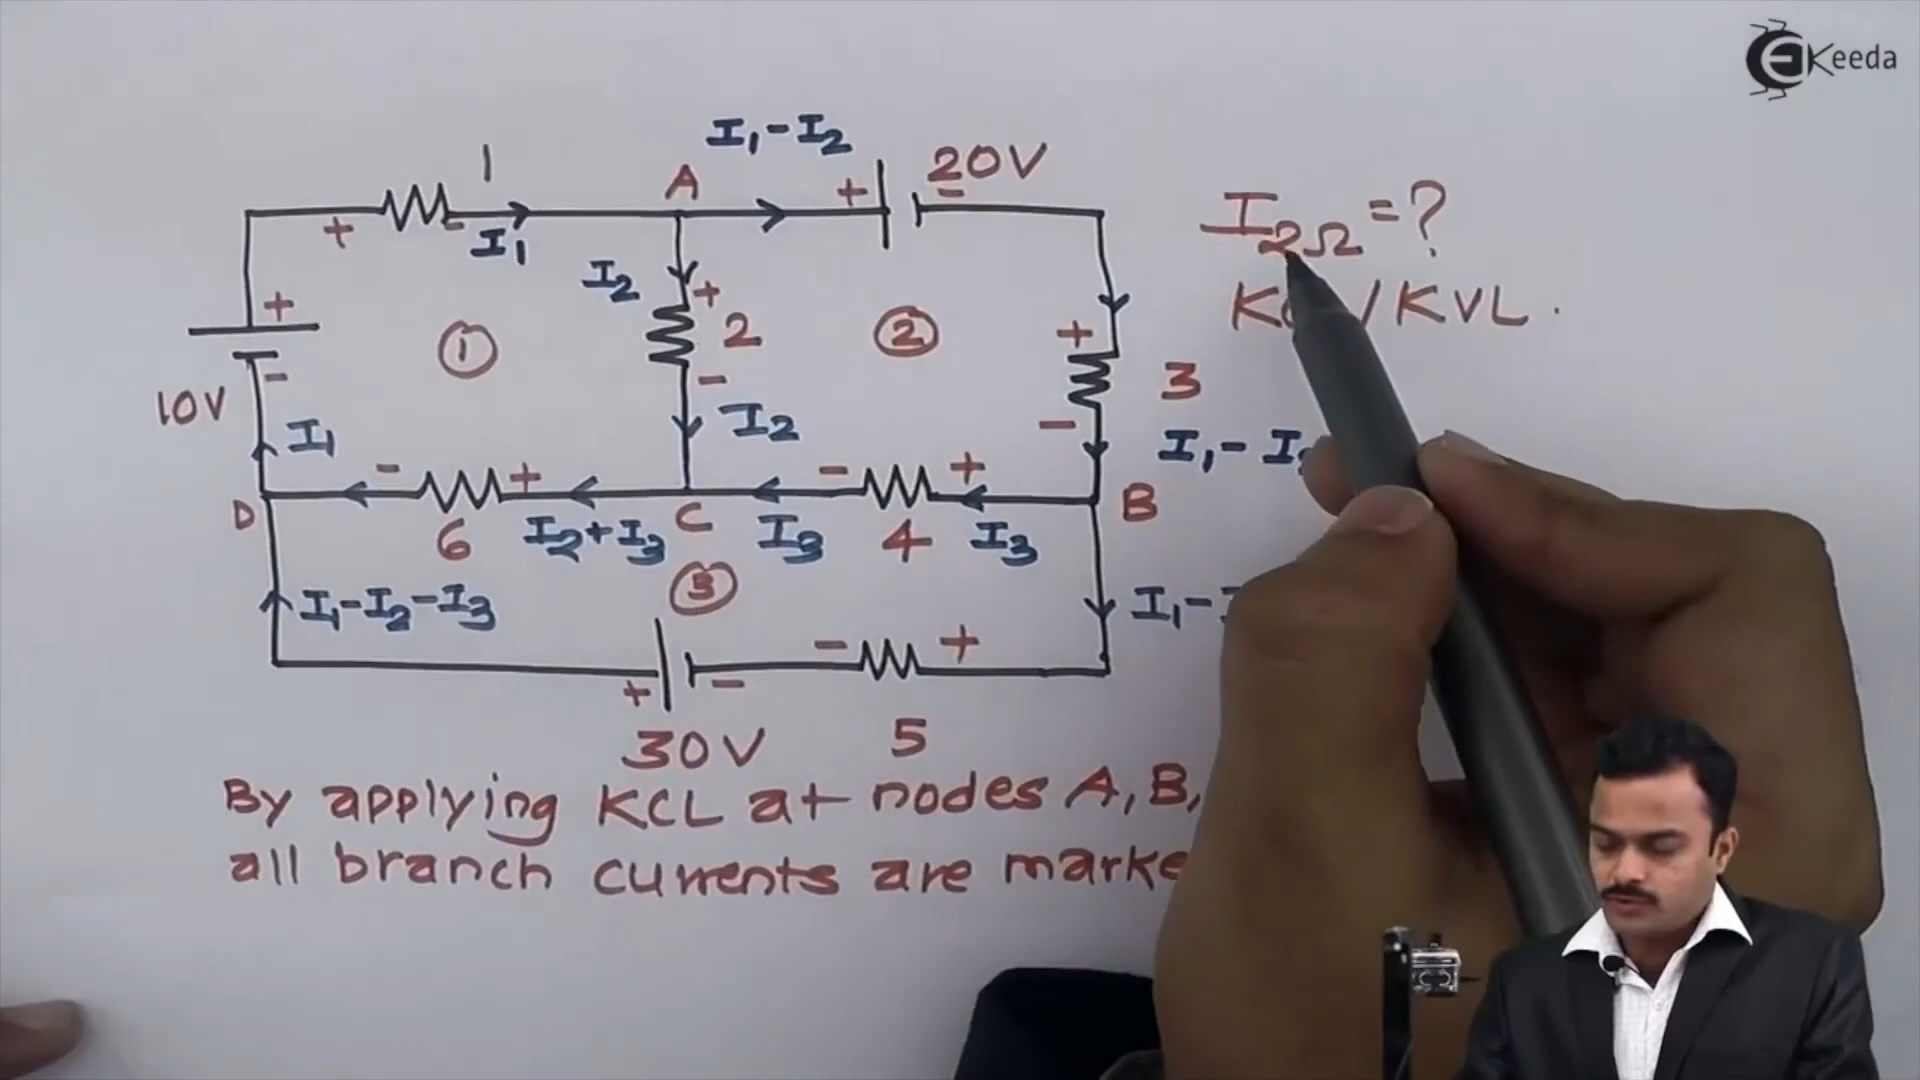 Keeda
I₁-I₂
1
A
+
20V
-
+
-
I₁
I₂
+
I₂Ω=?
KVL.
+
①
2
②
+
3
-
-
-
10V
I₁
I₂
I₁-
-
+
-
+
D
6
I₂+I₃
C
I₃
4
I₃
B
③
I₁-I₂-I₃
I₁-
-
+
+
-
30V
5
By applying KCL at nodes A, B,
all branch currents are